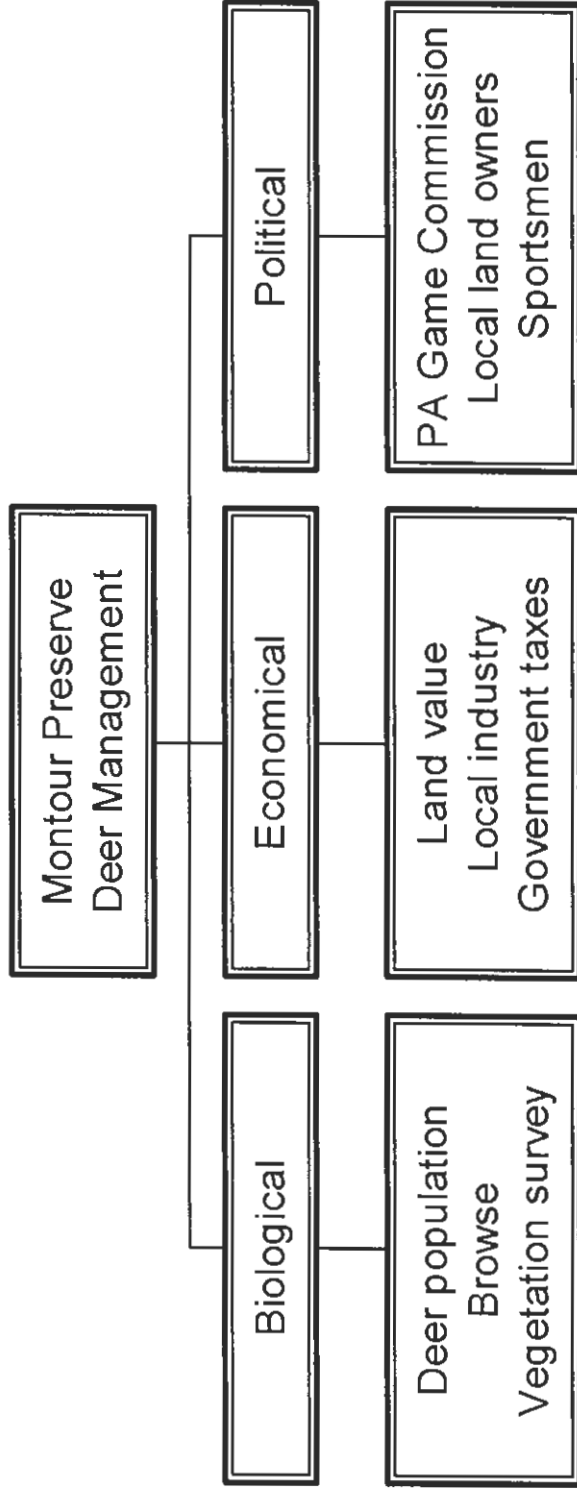 Montour Preserve
Deer Management
Biological
Economical
Political
Deer population
Browse
Vegetation survey
Land value
Local industry
Government taxes
PA Game Commission
Local land owners
Sportsmen